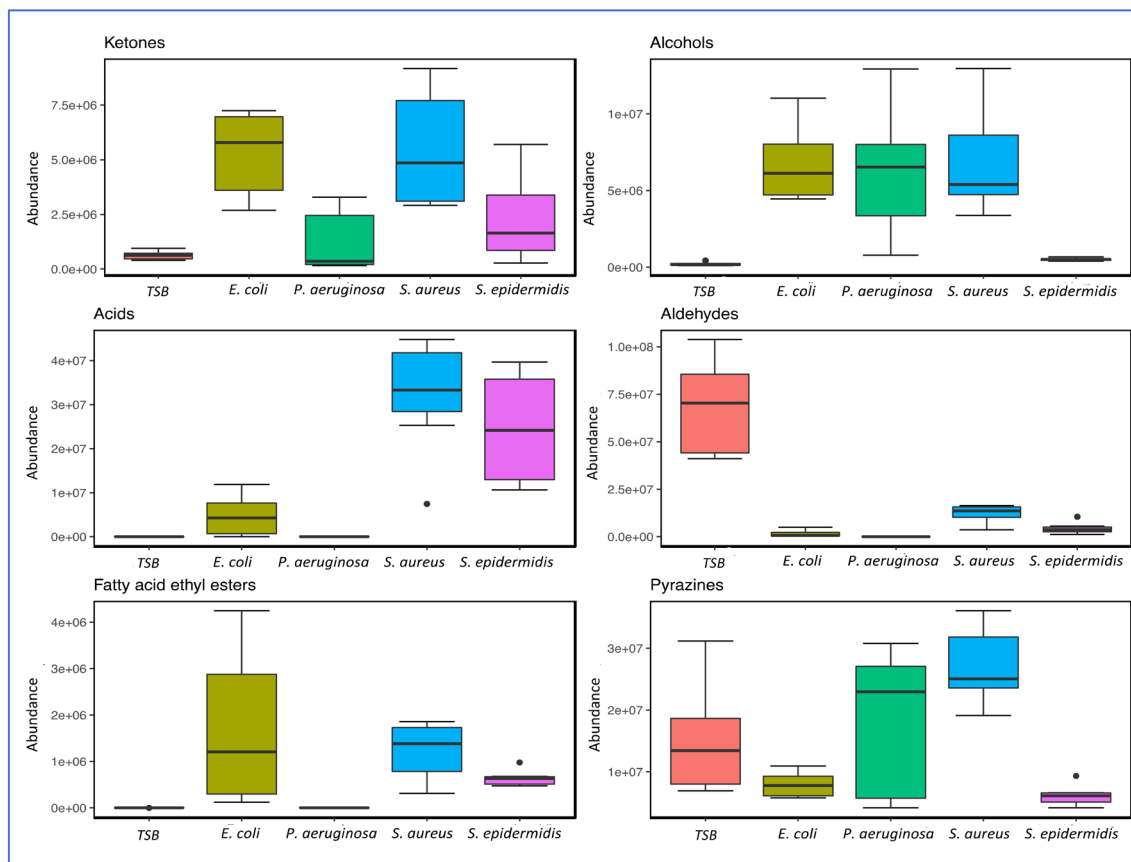 Ketones
Abundance
7.5e+06
5.0e+06
2.5e+06
0.0e+00
TSB E. coli P. aeruginosa S. aureus S. epidermidis
Alcohols
Abundance
1e+07
5e+06
0e+00
TSB E. coli P. aeruginosa S. aureus S. epidermidis
Acids
Abundance
4e+07
3e+07
2e+07
1e+07
0e+00
TSB E. coli P. aeruginosa S. aureus S. epidermidis
Aldehydes
Abundance
1.0e+08
7.5e+07
5.0e+07
2.5e+07
0.0e+00
TSB E. coli P. aeruginosa S. aureus S. epidermidis
Fatty acid ethyl esters
Abundance
4e+06
3e+06
2e+06
1e+06
0e+00
TSB E. coli P. aeruginosa S. aureus S. epidermidis
Pyrazines
Abundance
3e+07
2e+07
1e+07
TSB E. coli P. aeruginosa S. aureus S. epidermidis